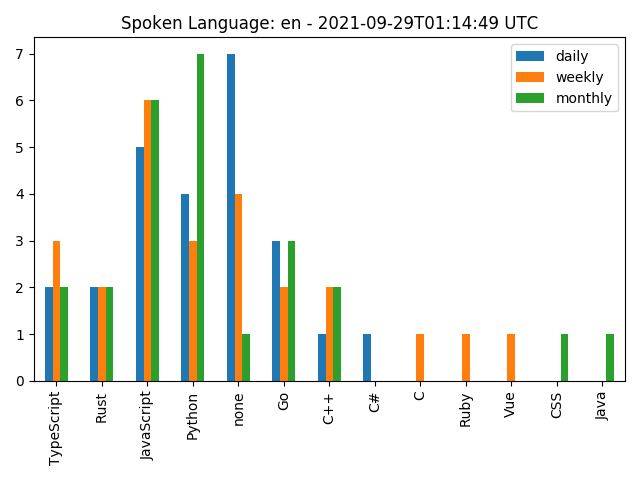 Spoken Language: en - 2021-09-29T01:14:49 UTC
daily
weekly
monthly
7
6
5
4
3
2
1
0
TypeScript
Rust
JavaScript
Python
none
Go
C++
C#
C
Ruby
Vue
CSS
Java